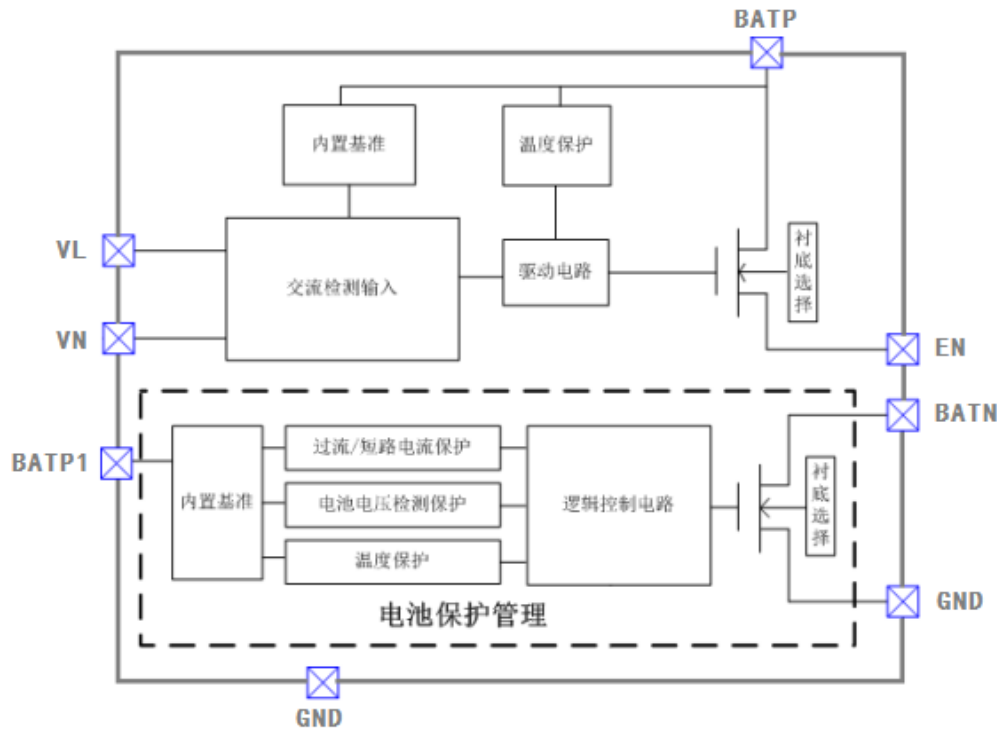 BATP
内置基准
温度保护
VL
交流检测输入
驱动电路
衬底选择
VN
EN
BATN
BATP1
内置基准
过流/短路电流保护
电池电压检测保护
温度保护
逻辑控制电路
衬底选择
GND
电池保护管理
GND